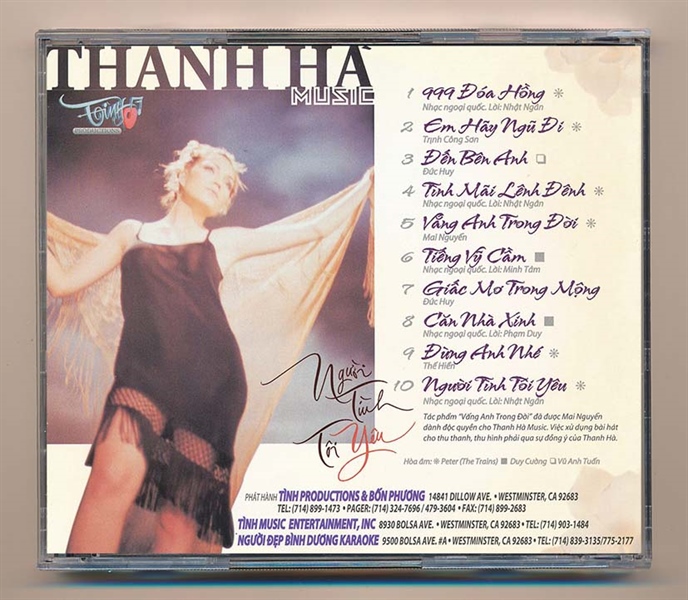 THANH HÀ
MUSIC
Tình
PRODUCTIONS
1 999 Đóa Hồng ❊
Nhạc ngoại quốc. Lời: Nhật Ngân
2 Em Hãy Ngũ Đi ❊
Trịnh Công Sơn
3 Đến Bên Anh ❏
Đức Huy
4 Tình Mãi Lênh Đênh ❊
Nhạc ngoại quốc. Lời: Nhật Ngân
5 Vắng Anh Trong Đời ❊
Mai Nguyễn
6 Tiếng Vỹ Cầm ■
Nhạc ngoại quốc. Lời: Minh Tâm
7 Giấc Mơ Trong Mộng
Đức Huy
8 Căn Nhà Xinh ■
Nhạc ngoại quốc. Lời: Phạm Duy
9 Đừng Anh Nhé ❊
Thế Hiển
10 Người Tình Tôi Yêu ❊
Nhạc ngoại quốc. Lời: Nhật Ngân
Tác phẩm "Vắng Anh Trong Đời" đã được Mai Nguyễn
dành độc quyền cho Thanh Hà Music. Việc xử dụng bài hát
cho thu thanh, thu hình phải qua sự đồng ý của Thanh Hà.
Hòa âm: ❊ Peter (The Trains) ■ Duy Cường ❏ Vũ Anh Tuấn
Người
Tình
Tôi Yêu
PHÁT HÀNH TÌNH PRODUCTIONS & BỐN PHƯƠNG 14841 DILLOW AVE. • WESTMINSTER, CA 92683
TEL: (714) 899-1473 • PAGER: (714) 324-7696 / 479-3604 • FAX: (714) 899-2683
TÌNH MUSIC ENTERTAINMENT, INC 8930 BOLSA AVE. • WESTMINSTER, CA 92683 • TEL: (714) 903-1484
NGƯỜI ĐẸP BÌNH DƯƠNG KARAOKE 9500 BOLSA AVE. #A • WESTMINSTER, CA 92683 • TEL: (714) 839-3135/775-2177